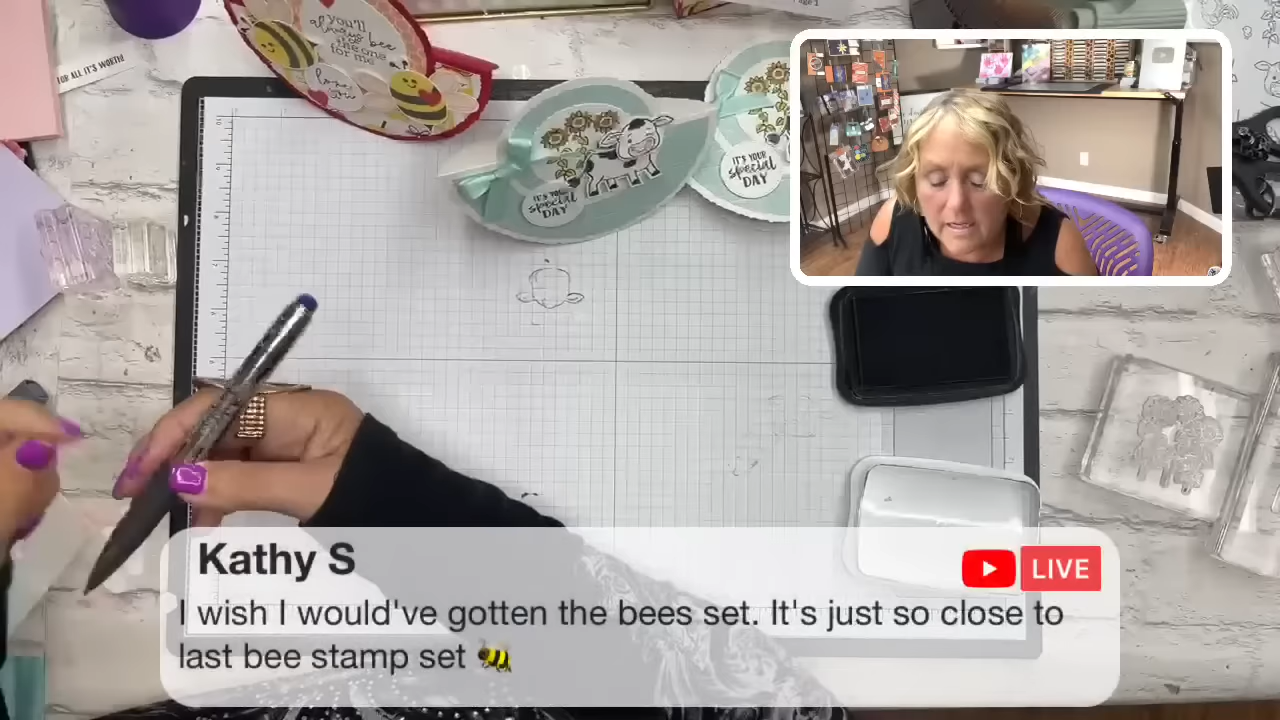 FOR ALL IT'S WORTH!
you'll
always bee
the one
for me
IT'S YOUR
special
DAY
IT'S YOUR
special
DAY
Kathy S
LIVE
I wish I would've gotten the bees set. It's just so close to
last bee stamp set